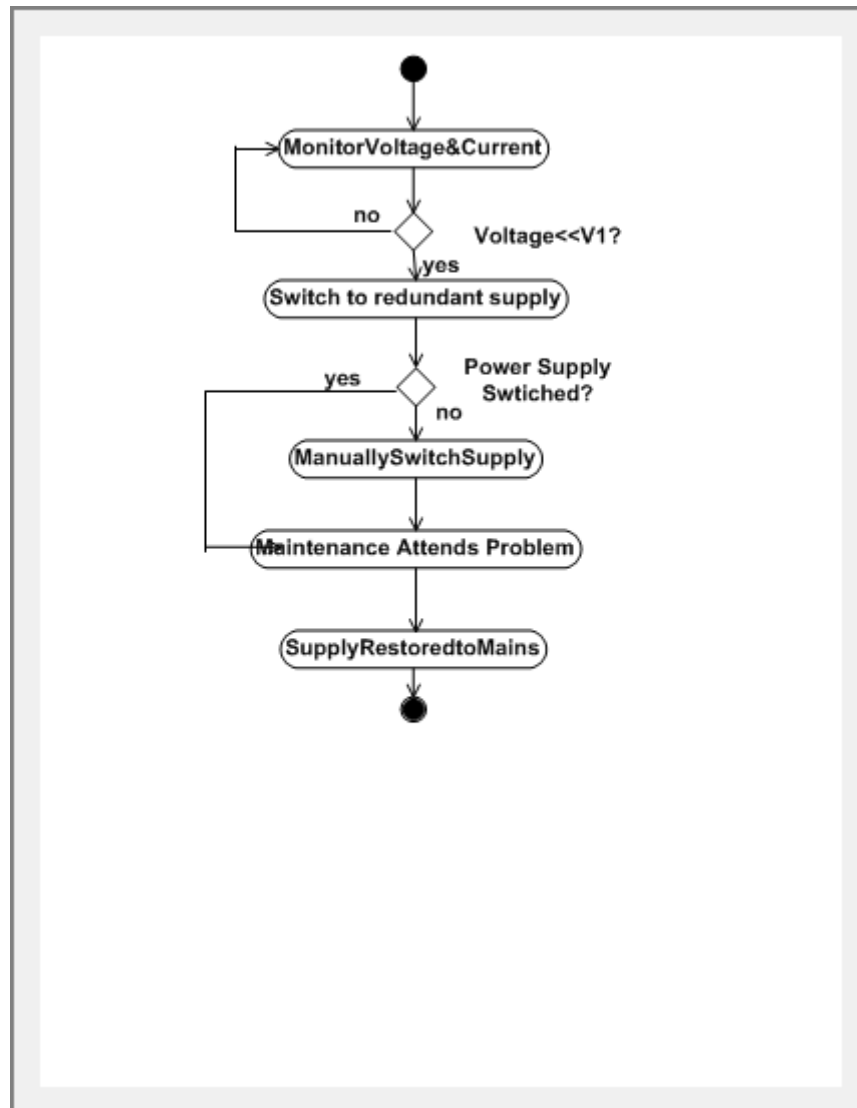 MonitorVoltage&Current
no
Voltage<<V1?
yes
Switch to redundant supply
Power Supply
Swtiched?
yes
no
ManuallySwitchSupply
Maintenance Attends Problem
SupplyRestoredtoMains